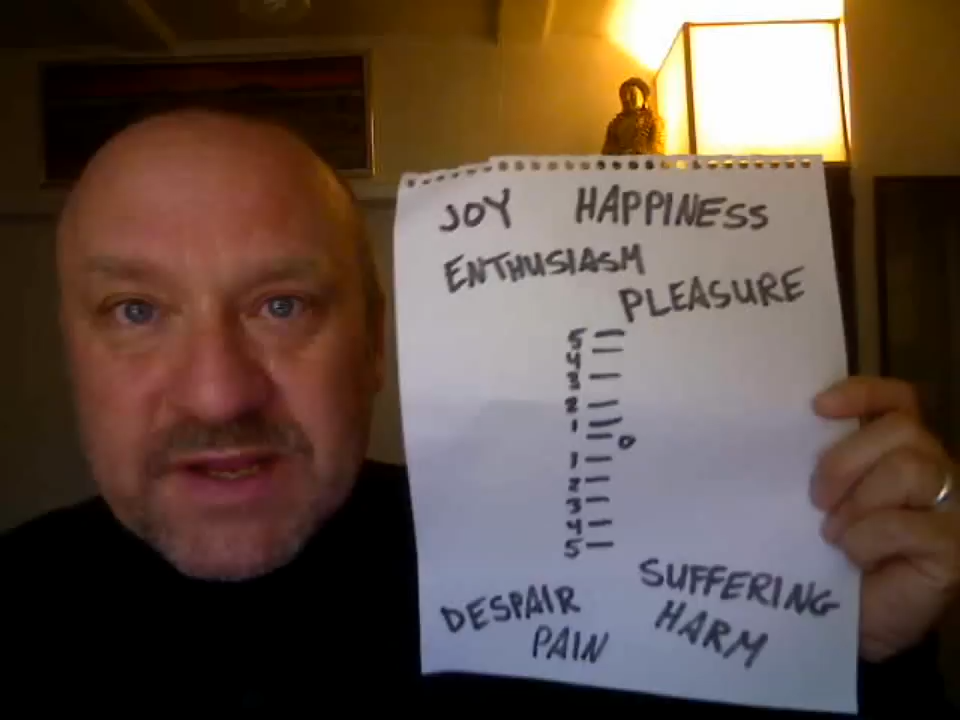 JOY HAPPINESS
ENTHUSIASM
PLEASURE
5
4
3
2
1
0
1
2
3
4
5
DESPAIR SUFFERING
PAIN HARM